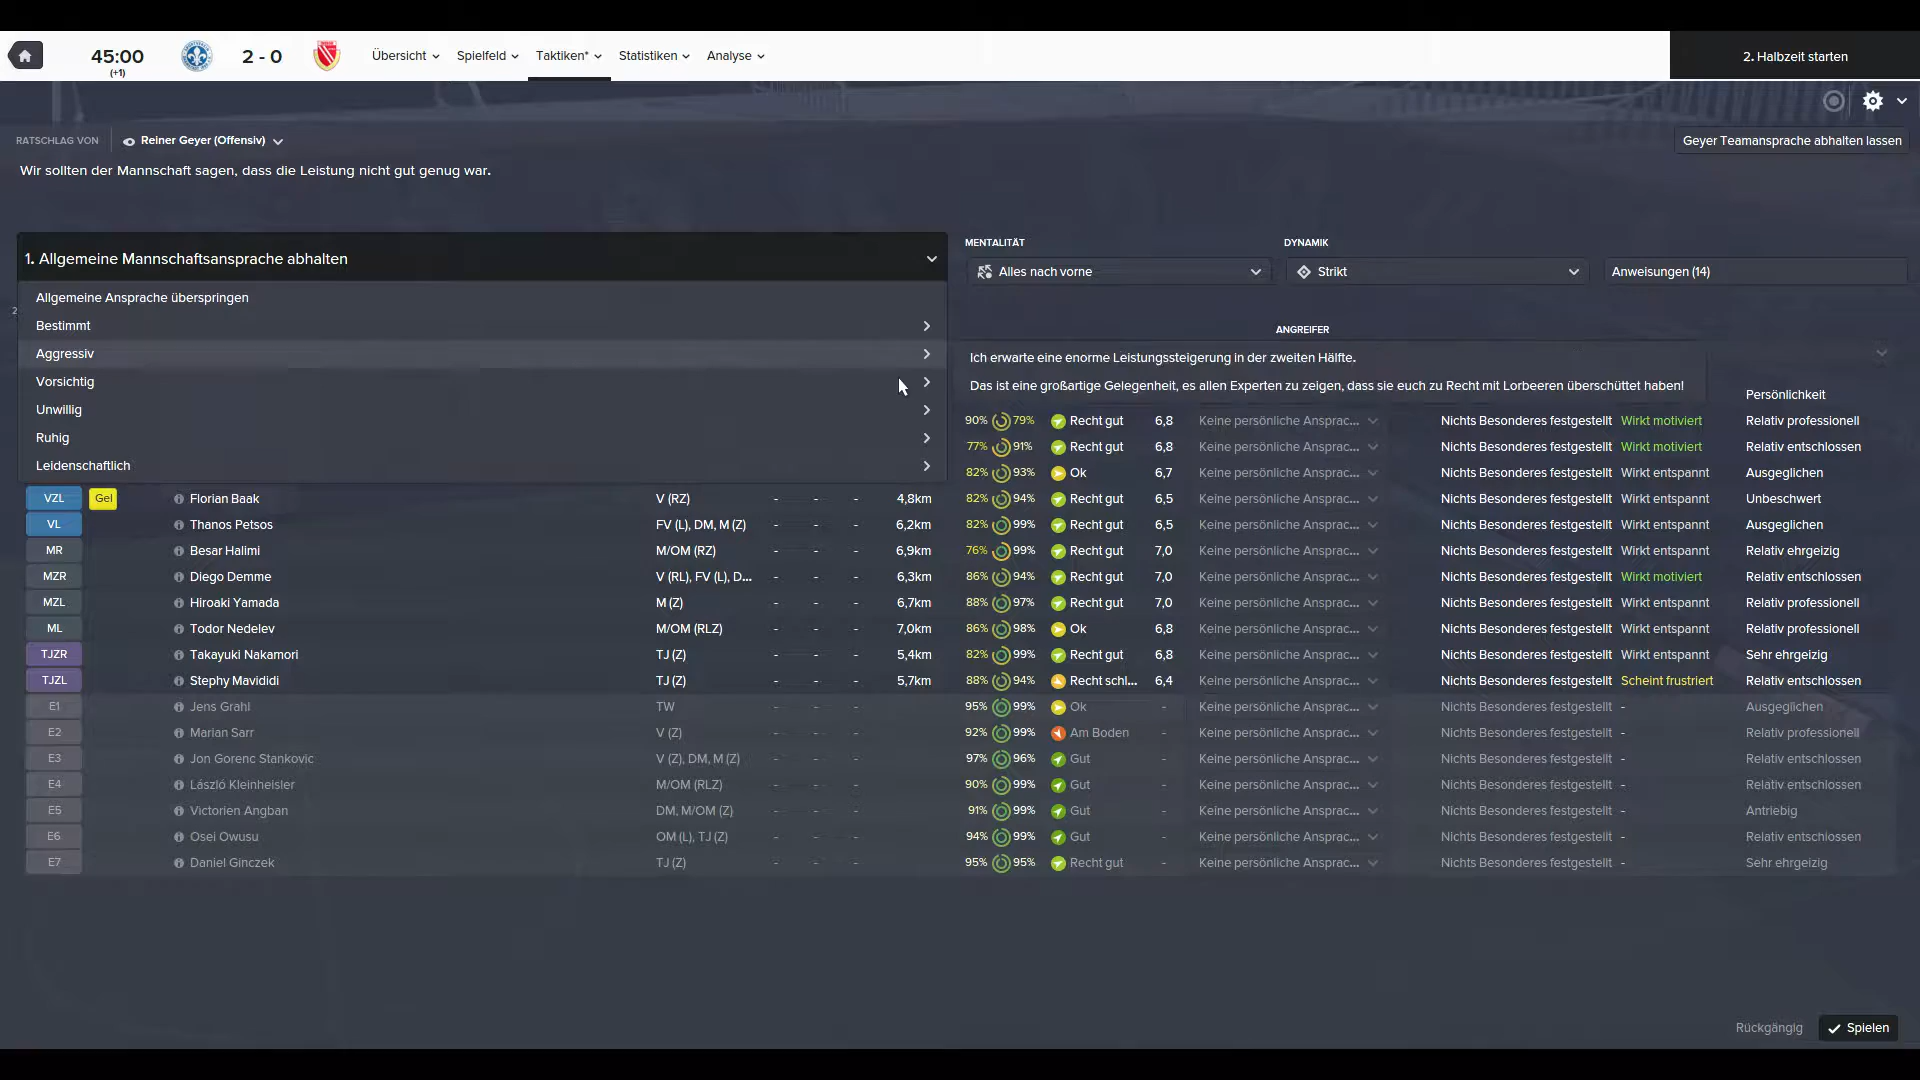 45:00
(+1)
2 - 0
Übersicht
Spielfeld
Taktiken*
Statistiken
Analyse
2. Halbzeit starten
RATSCHLAG VON
Reiner Geyer (Offensiv)
Geyer Teamansprache abhalten lassen
Wir sollten der Mannschaft sagen, dass die Leistung nicht gut genug war.
1. Allgemeine Mannschaftsansprache abhalten
MENTALITÄT
DYNAMIK
Alles nach vorne
Strikt
Anweisungen (14)
Allgemeine Ansprache überspringen
Bestimmt
Aggressiv
Vorsichtig
Unwillig
Ruhig
Leidenschaftlich
ANGREIFER
Ich erwarte eine enorme Leistungssteigerung in der zweiten Hälfte.
Das ist eine großartige Gelegenheit, es allen Experten zu zeigen, dass sie euch zu Recht mit Lorbeeren überschüttet haben!
Persönlichkeit
90% 79% Recht gut 6,8 Keine persönliche Ansprac... Nichts Besonderes festgestellt Wirkt motiviert Relativ professionell
77% 91% Recht gut 6,8 Keine persönliche Ansprac... Nichts Besonderes festgestellt Wirkt motiviert Relativ entschlossen
82% 93% Ok 6,7 Keine persönliche Ansprac... Nichts Besonderes festgestellt Wirkt entspannt Ausgeglichen
VZL Gel Florian Baak V (RZ) - - - 4,8km 82% 94% Recht gut 6,5 Keine persönliche Ansprac... Nichts Besonderes festgestellt Wirkt entspannt Unbeschwert
VL Thanos Petsos FV (L), DM, M (Z) - - - 6,2km 82% 99% Recht gut 6,5 Keine persönliche Ansprac... Nichts Besonderes festgestellt Wirkt entspannt Ausgeglichen
MR Besar Halimi M/OM (RZ) - - - 6,9km 76% 99% Recht gut 7,0 Keine persönliche Ansprac... Nichts Besonderes festgestellt Wirkt entspannt Relativ ehrgeizig
MZR Diego Demme V (RL), FV (L), D... - - - 6,3km 86% 94% Recht gut 7,0 Keine persönliche Ansprac... Nichts Besonderes festgestellt Wirkt motiviert Relativ entschlossen
MZL Hiroaki Yamada M (Z) - - - 6,7km 88% 97% Recht gut 7,0 Keine persönliche Ansprac... Nichts Besonderes festgestellt Wirkt entspannt Relativ professionell
ML Todor Nedelev M/OM (RLZ) - - - 7,0km 86% 98% Ok 6,8 Keine persönliche Ansprac... Nichts Besonderes festgestellt Wirkt entspannt Relativ professionell
TJZR Takayuki Nakamori TJ (Z) - - - 5,4km 82% 99% Recht gut 6,8 Keine persönliche Ansprac... Nichts Besonderes festgestellt Wirkt entspannt Sehr ehrgeizig
TJZL Stephy Mavididi TJ (Z) - - - 5,7km 88% 94% Recht schl... 6,4 Keine persönliche Ansprac... Nichts Besonderes festgestellt Scheint frustriert Relativ entschlossen
E1 Jens Grahl TW - - - 95% 99% Ok - Keine persönliche Ansprac... Nichts Besonderes festgestellt - Ausgeglichen
E2 Marian Sarr V (Z) - - - 92% 99% Am Boden - Keine persönliche Ansprac... Nichts Besonderes festgestellt - Relativ professionell
E3 Jon Gorenc Stankovic V (Z), DM, M (Z) - - - 97% 96% Gut - Keine persönliche Ansprac... Nichts Besonderes festgestellt - Relativ entschlossen
E4 László Kleinheisler M/OM (RLZ) - - - 90% 99% Gut - Keine persönliche Ansprac... Nichts Besonderes festgestellt - Relativ entschlossen
E5 Victorien Angban DM, M/OM (Z) - - - 91% 99% Gut - Keine persönliche Ansprac... Nichts Besonderes festgestellt - Antriebig
E6 Osei Owusu OM (L), TJ (Z) - - - 94% 99% Gut - Keine persönliche Ansprac... Nichts Besonderes festgestellt - Relativ entschlossen
E7 Daniel Ginczek TJ (Z) - - - 95% 95% Recht gut - Keine persönliche Ansprac... Nichts Besonderes festgestellt - Sehr ehrgeizig
Rückgängig
Spielen